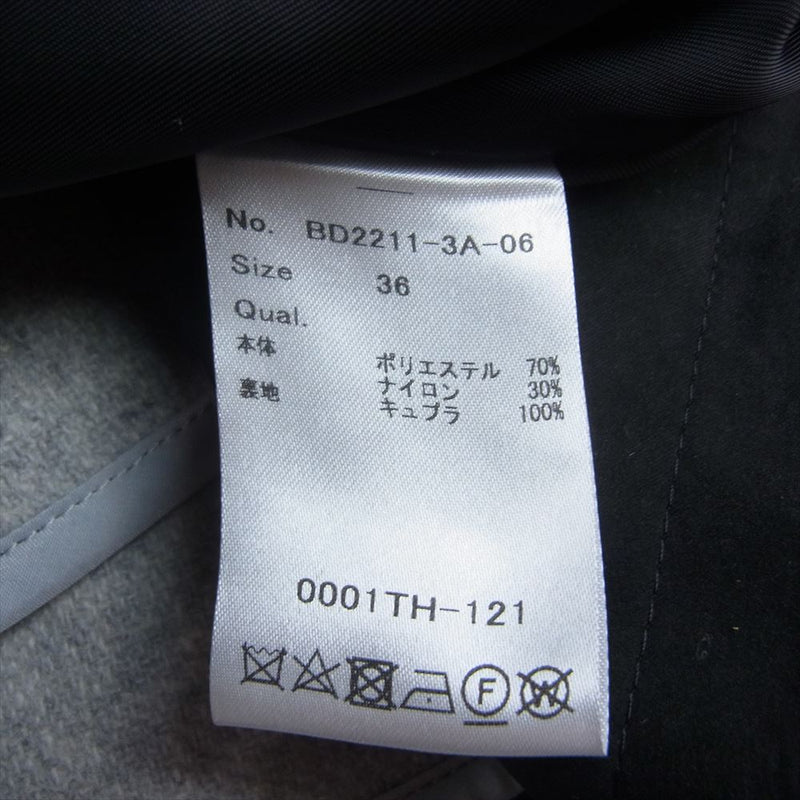 No. BD2211-3A-06
Size 36
Qual.
本体 ポリエステル 70%
ナイロン 30%
裏地 キュプラ 100%
0001TH-121
F W